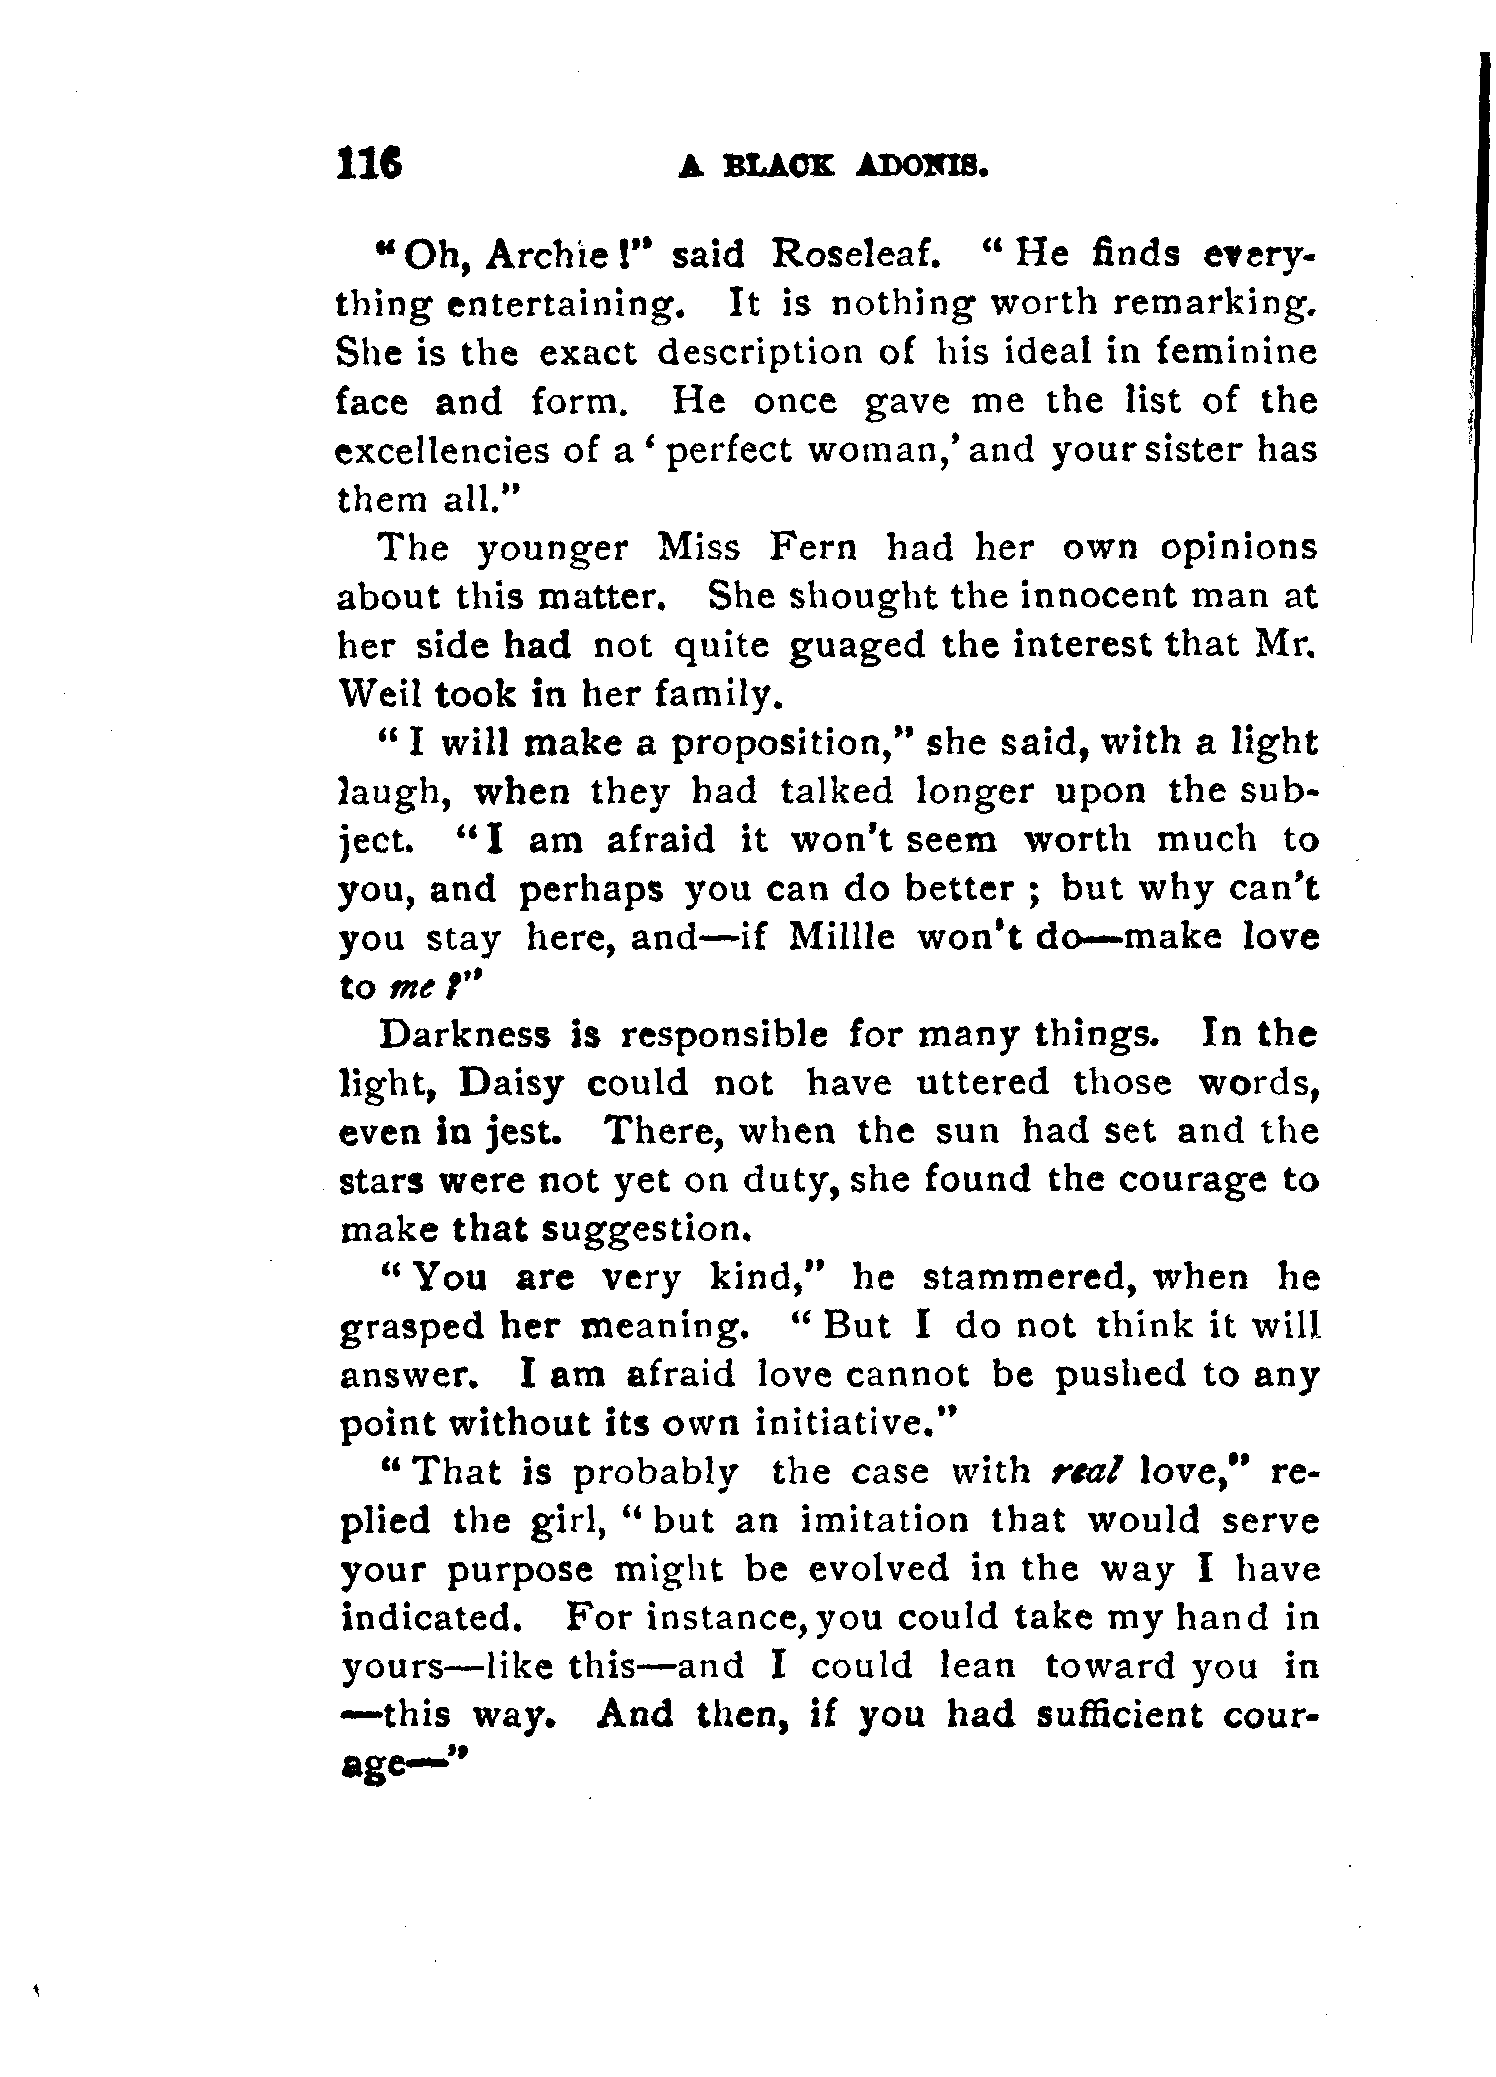 116 A BLACK ADONIS.
“Oh, Archie!” said Roseleaf. “He finds every-
thing entertaining. It is nothing worth remarking.
She is the exact description of his ideal in feminine
face and form. He once gave me the list of the
excellencies of a ‘perfect woman,’ and your sister has
them all.”
The younger Miss Fern had her own opinions
about this matter. She shought the innocent man at
her side had not quite guaged the interest that Mr.
Weil took in her family.
“I will make a proposition,” she said, with a light
laugh, when they had talked longer upon the sub-
ject. “I am afraid it won't seem worth much to
you, and perhaps you can do better; but why can't
you stay here, and—if Millle won't do—make love
to me?”
Darkness is responsible for many things. In the
light, Daisy could not have uttered those words,
even in jest. There, when the sun had set and the
stars were not yet on duty, she found the courage to
make that suggestion.
“You are very kind,” he stammered, when he
grasped her meaning. “But I do not think it will
answer. I am afraid love cannot be pushed to any
point without its own initiative.”
“That is probably the case with real love,” re-
plied the girl, “but an imitation that would serve
your purpose might be evolved in the way I have
indicated. For instance, you could take my hand in
yours—like this—and I could lean toward you in
—this way. And then, if you had sufficient cour-
age—”